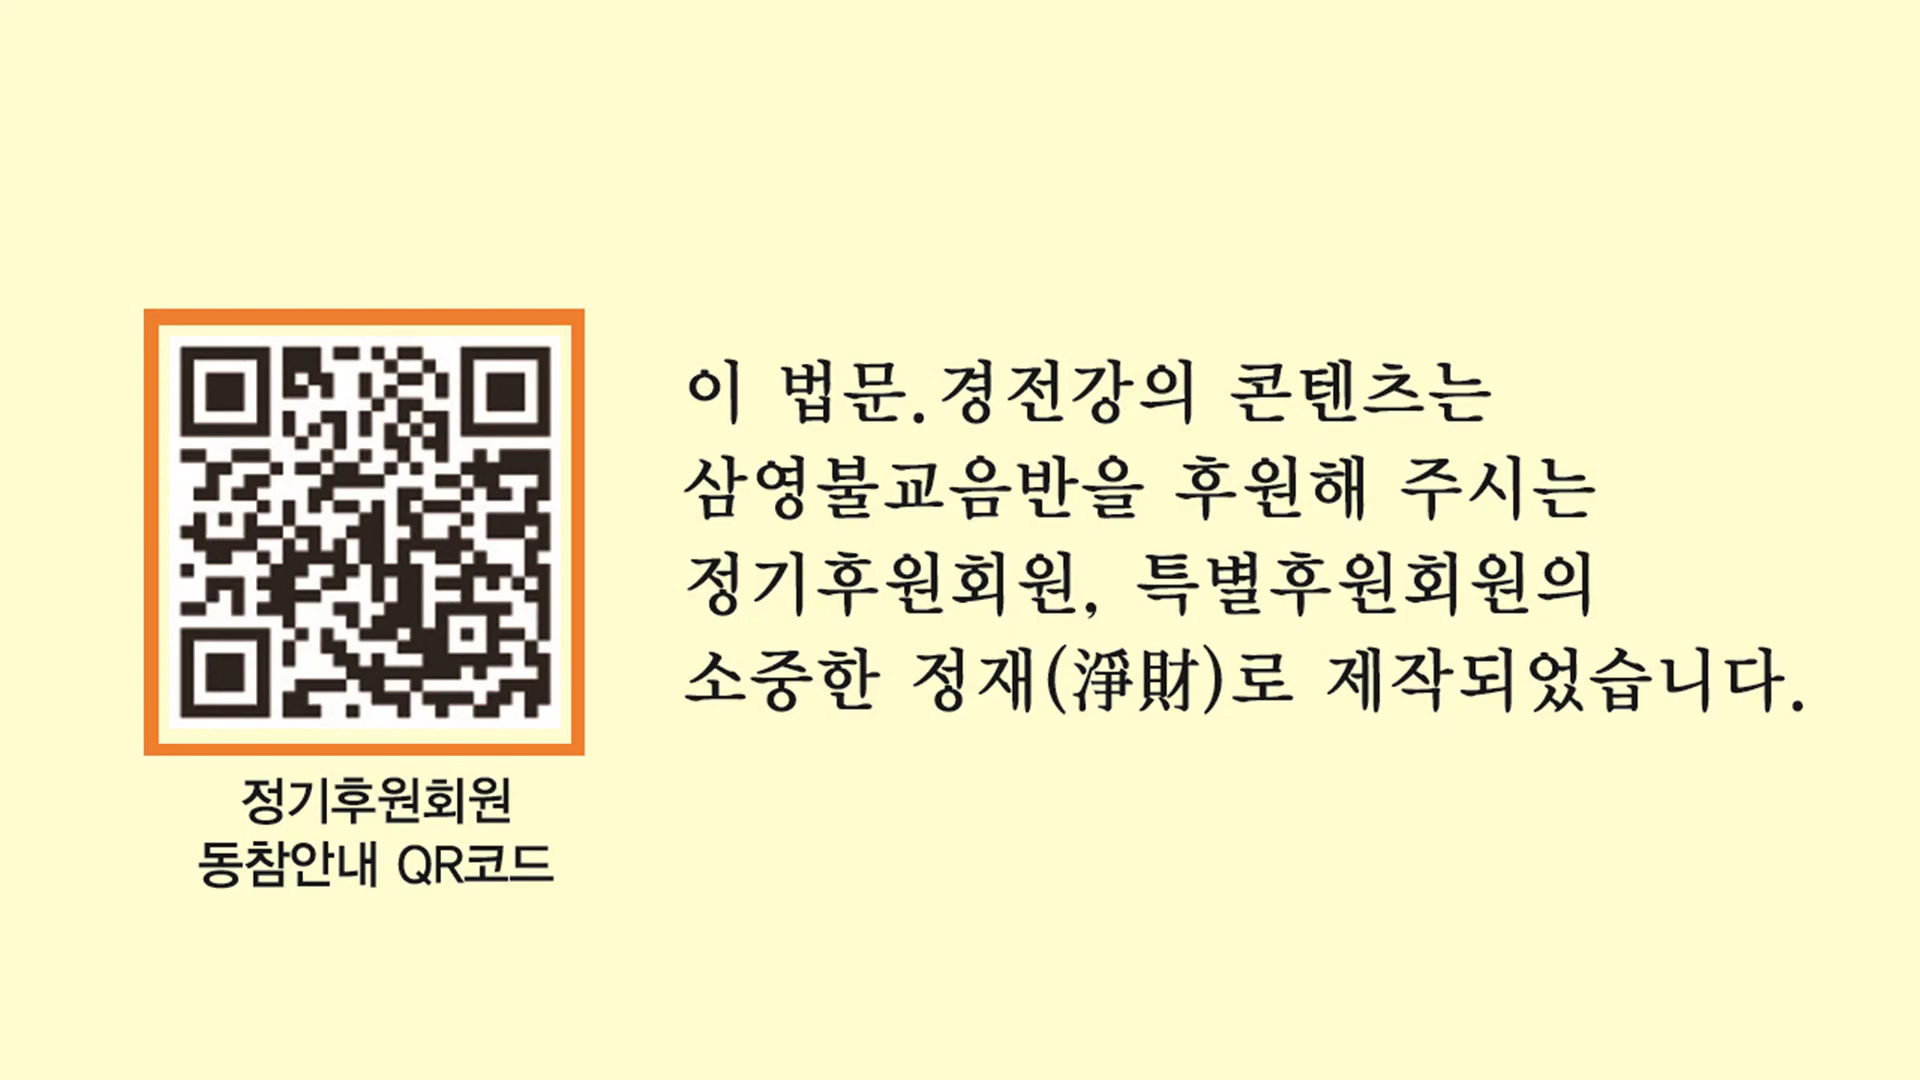 이 법문.경전강의 콘텐츠는
삼영불교음반을 후원해 주시는
정기후원회원, 특별후원회원의
소중한 정재(淨財)로 제작되었습니다.
정기후원회원
동참안내 QR코드